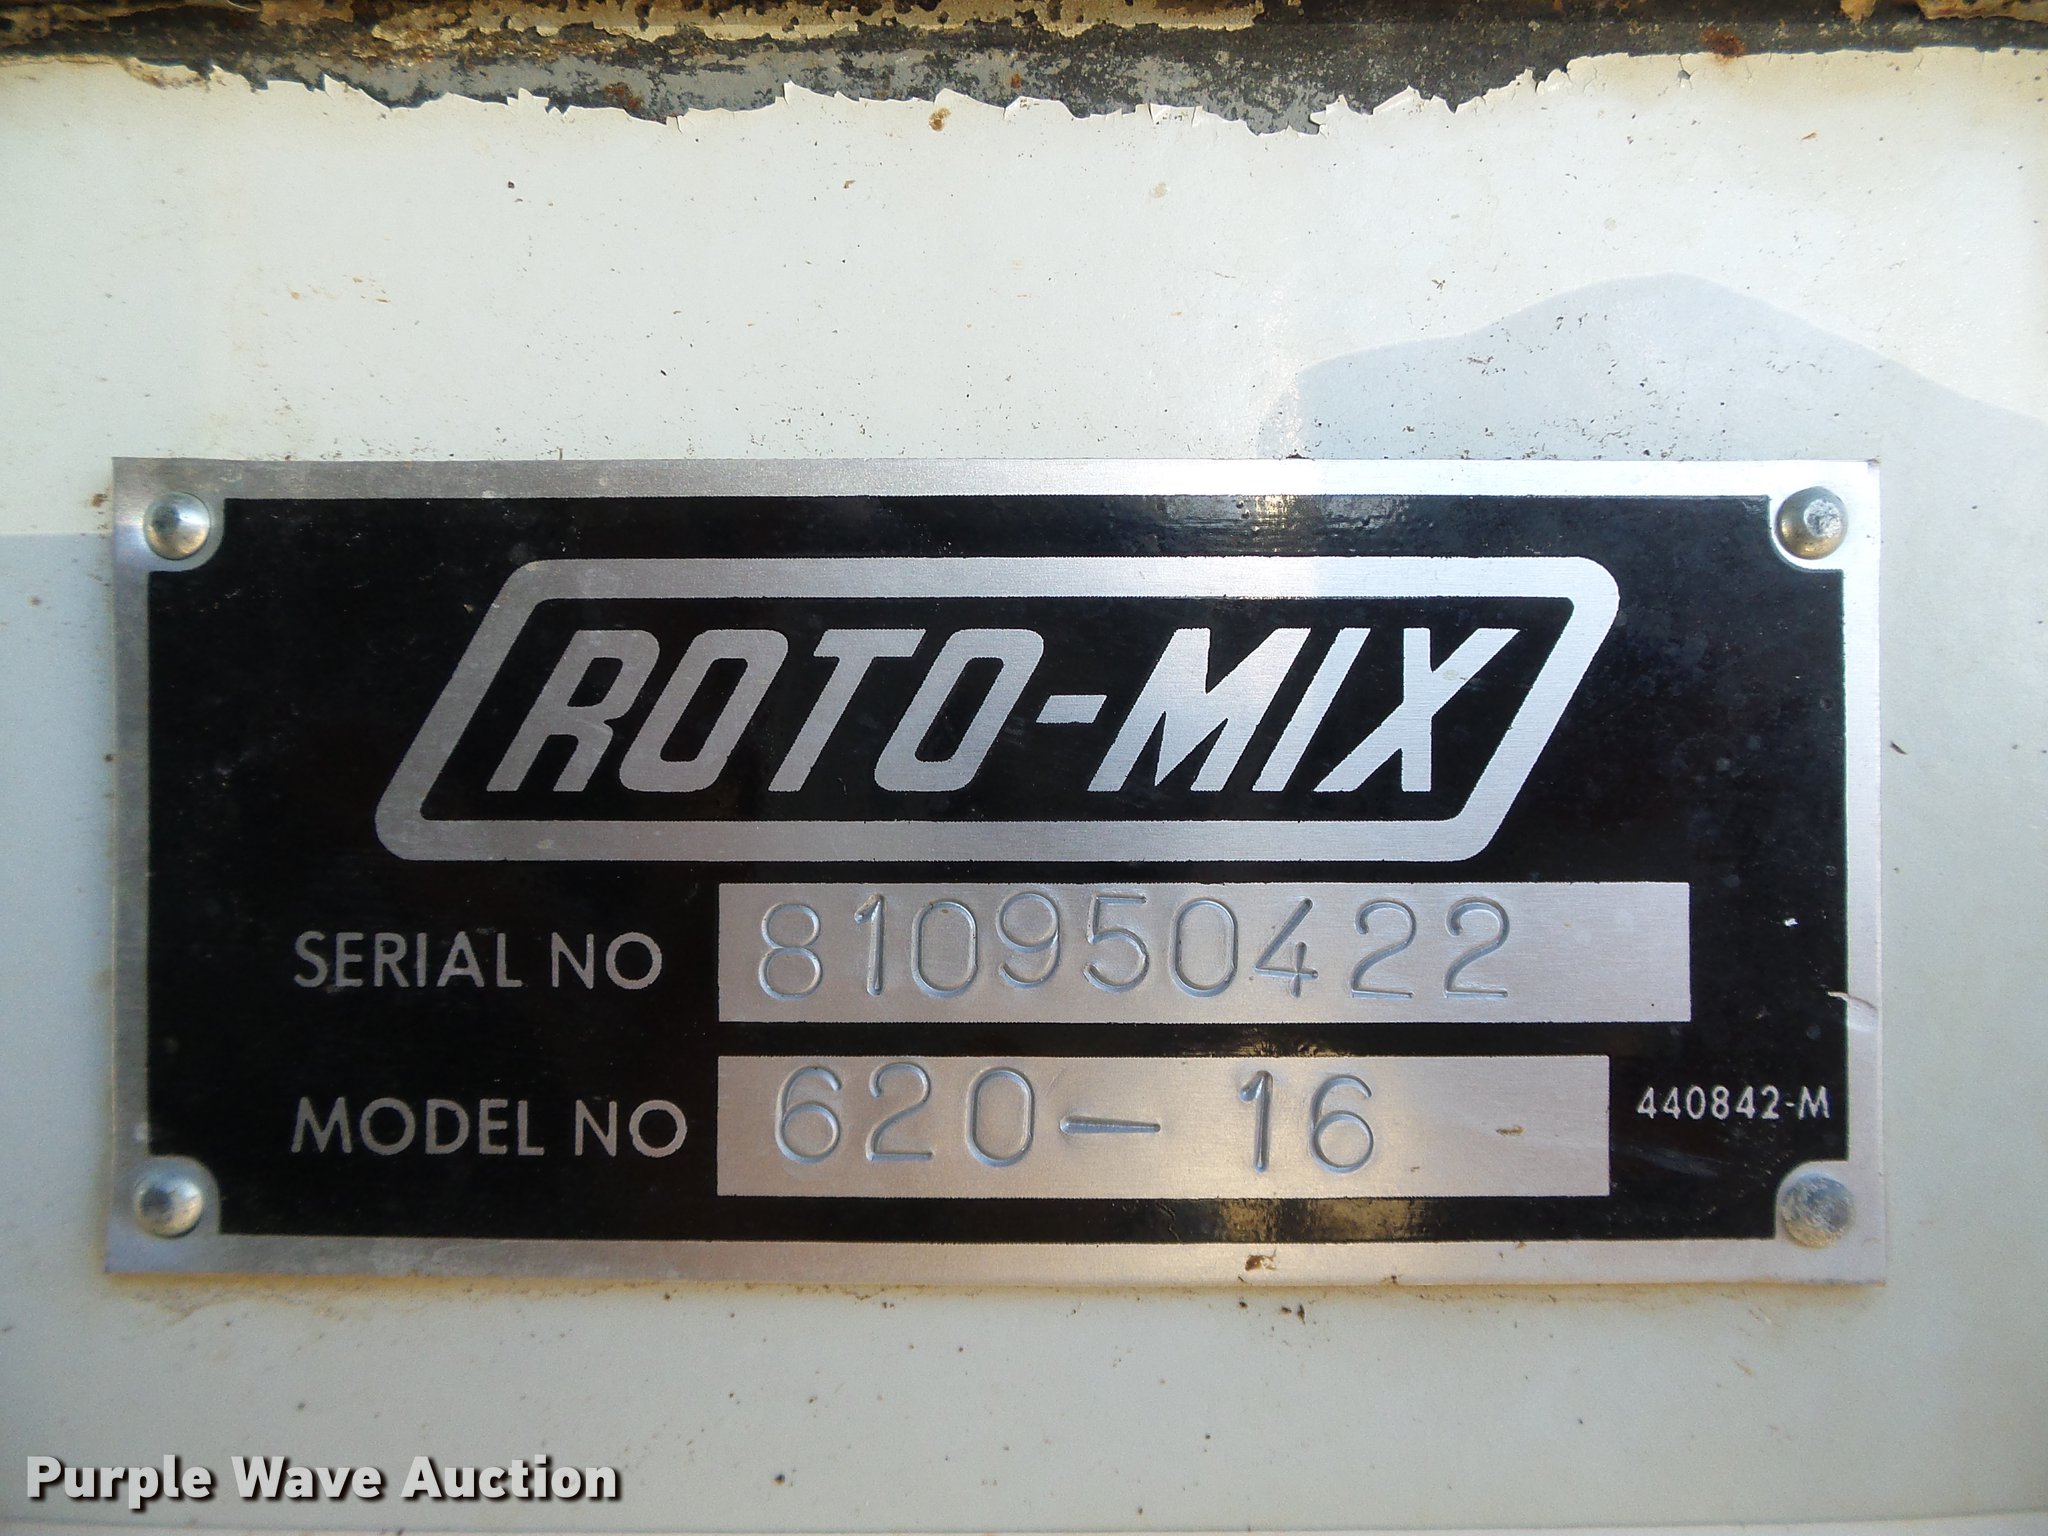 ROTO-MIX
SERIAL NO 810950422
MODEL NO 620-16
440842-M
Purple Wave Auction